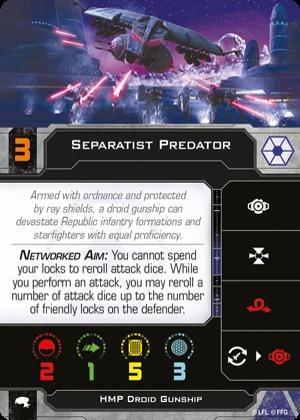 3
SEPARATIST PREDATOR
Armed with ordnance and protected
by ray shields, a droid gunship can
devastate Republic infantry formations and
starfighters with equal proficiency.
NETWORKED AIM: You cannot spend
your locks to reroll attack dice. While
you perform an attack, you may reroll a
number of attack dice up to the number
of friendly locks on the defender.
2 1 5 3
HMP DROID GUNSHIP
©LFL ©FFG